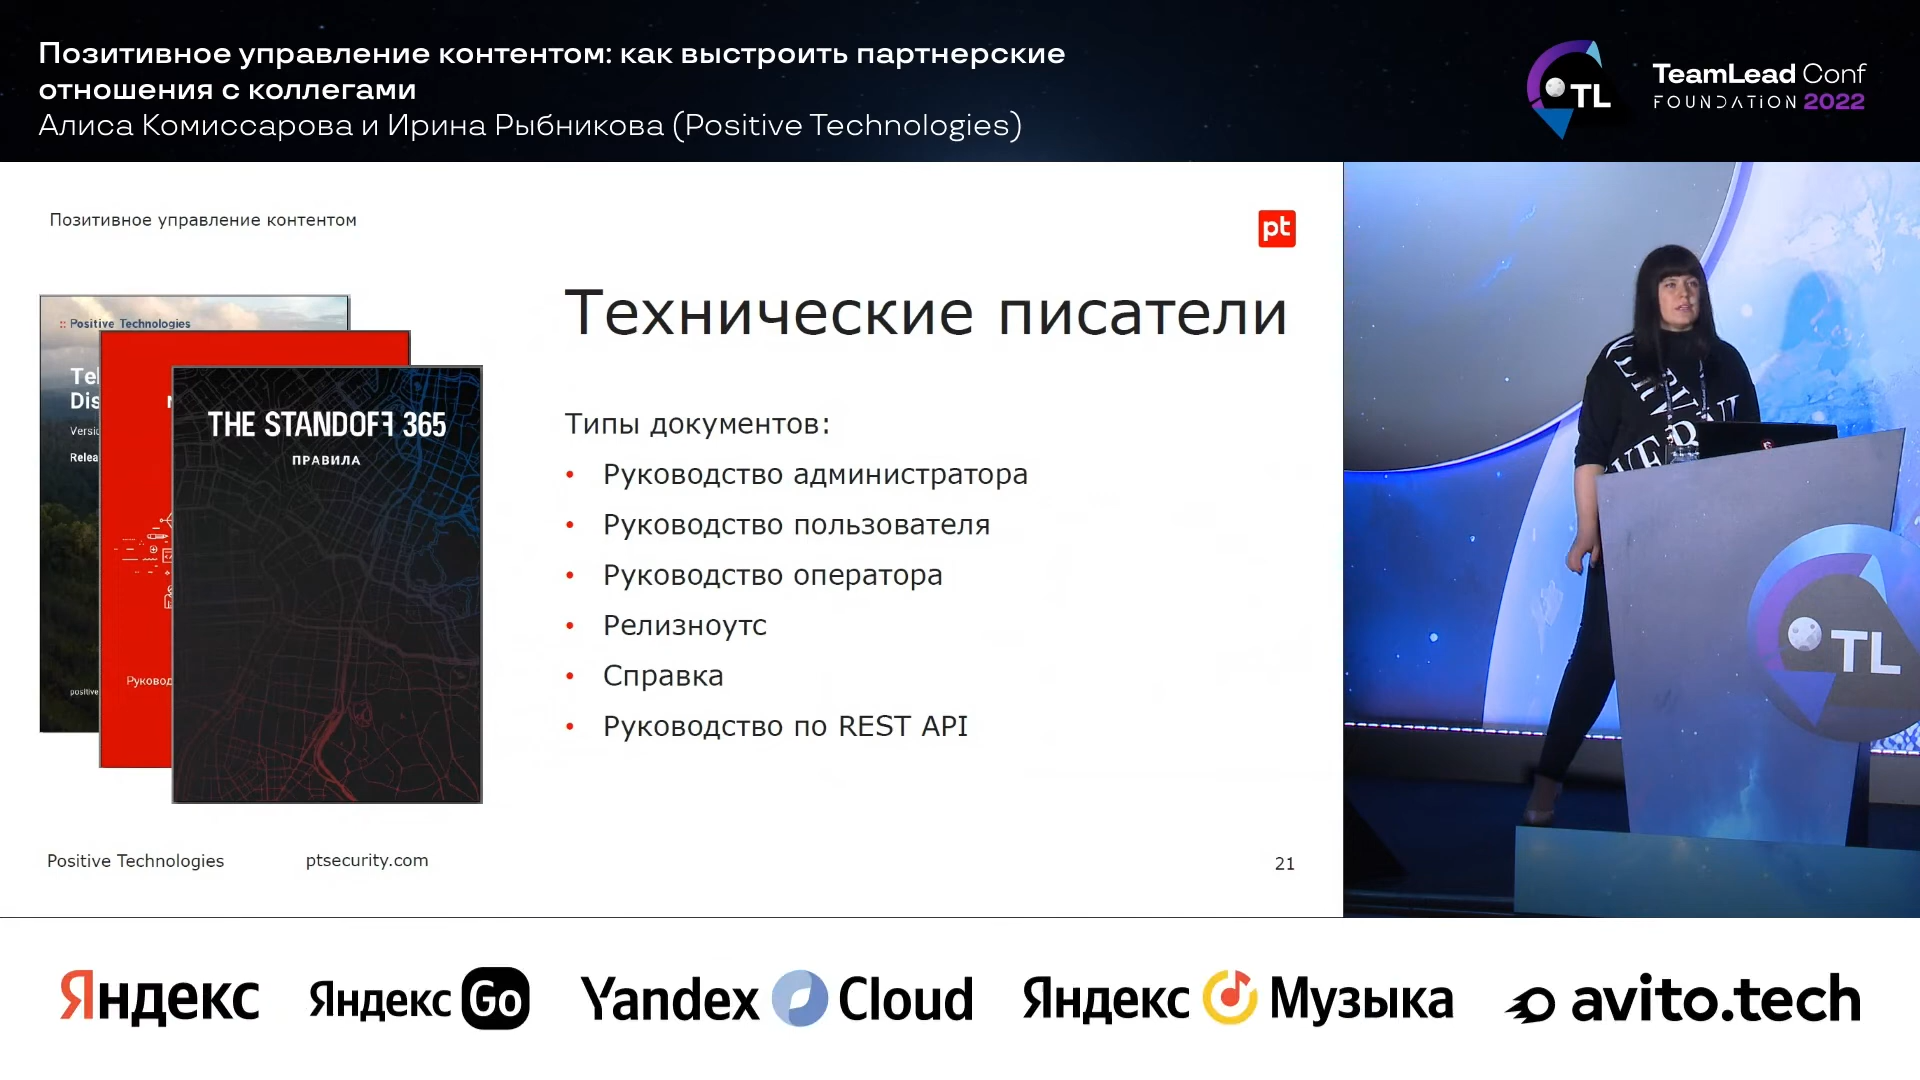 Позитивное управление контентом: как выстроить партнерские
отношения с коллегами
Алиса Комиссарова и Ирина Рыбникова (Positive Technologies)
TL
TeamLead Conf
FOUNDATION 2022
Позитивное управление контентом
pt
:: Positive Technologies
THE STANDOFF 365
ПРАВИЛА
Технические писатели
Типы документов:
• Руководство администратора
• Руководство пользователя
• Руководство оператора
• Релизноутс
• Справка
• Руководство по REST API
Positive Technologies
ptsecurity.com
21
TL
Яндекс
Яндекс Go
Yandex Cloud
Яндекс Музыка
avito.tech